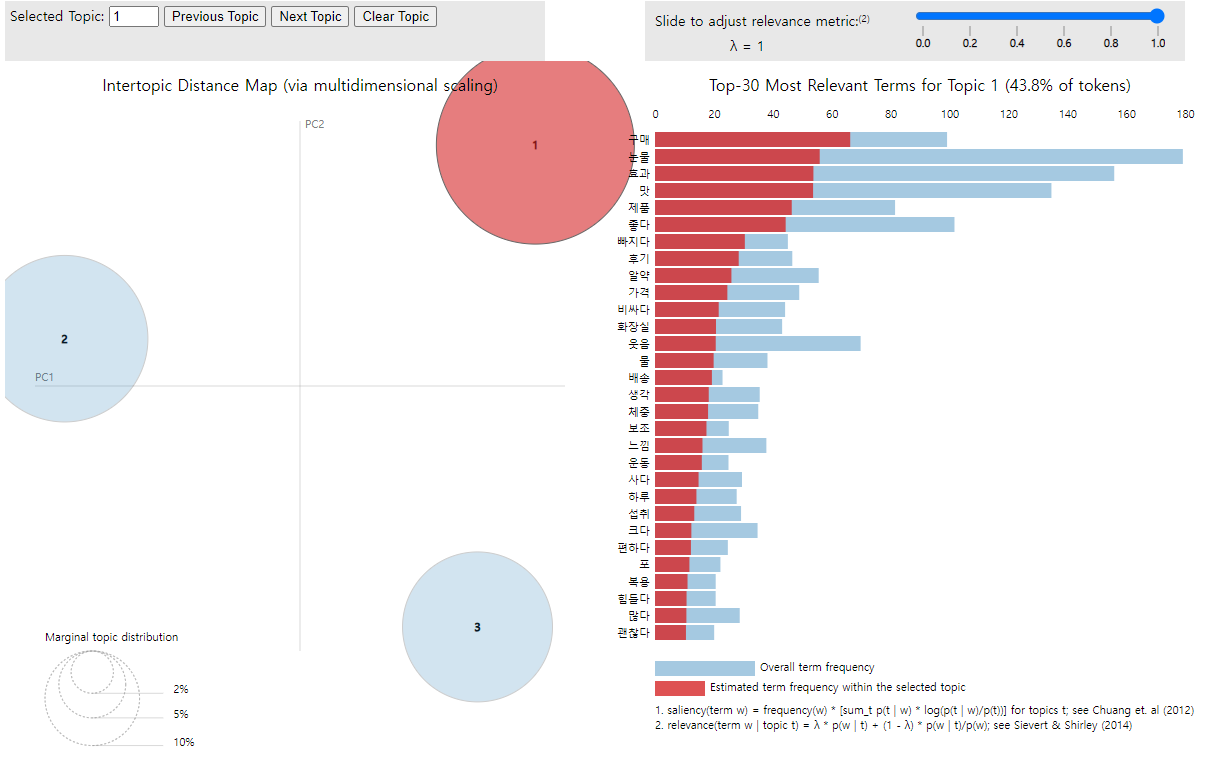 Selected Topic: 1 Previous Topic Next Topic Clear Topic
Slide to adjust relevance metric:(2)
λ = 1
0.0 0.2 0.4 0.6 0.8 1.0
Intertopic Distance Map (via multidimensional scaling)
PC2
1
2
PC1
3
Marginal topic distribution
2%
5%
10%
Top-30 Most Relevant Terms for Topic 1 (43.8% of tokens)
0 20 40 60 80 100 120 140 160 180
구매
눈물
효과
맛
제품
좋다
빠지다
후기
알약
가격
비싸다
화장실
웃음
물
배송
생각
체중
보조
느낌
운동
사다
하루
섭취
크다
편하다
포
복용
힘들다
많다
괜찮다
Overall term frequency
Estimated term frequency within the selected topic
1. saliency(term w) = frequency(w) * [sum_t p(t | w) * log(p(t | w)/p(t))] for topics t; see Chuang et. al (2012)
2. relevance(term w | topic t) = λ * p(w | t) + (1 - λ) * p(w | t)/p(w); see Sievert & Shirley (2014)